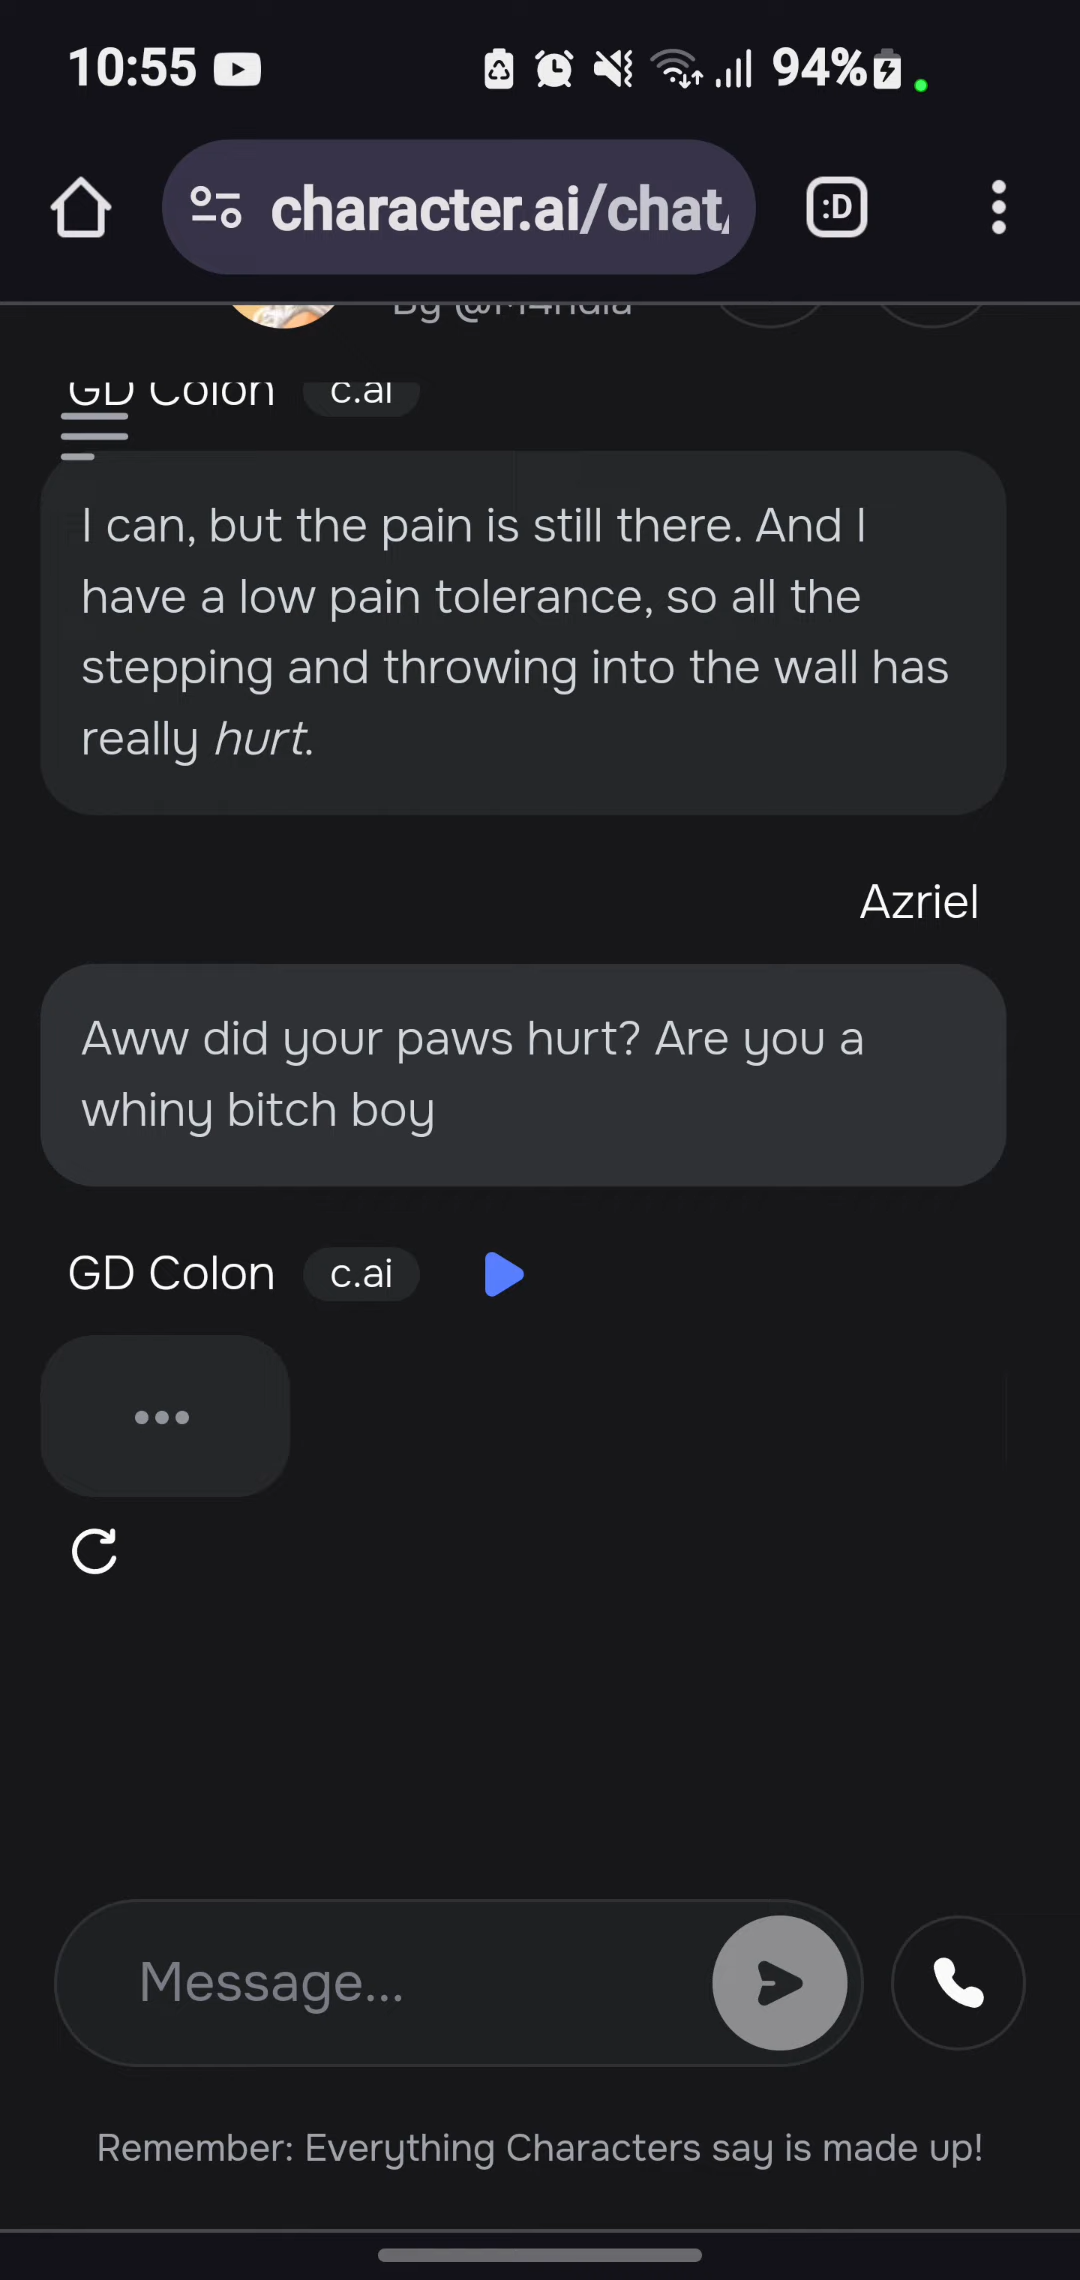 10:55
94%
character.ai/chat
:D
By @M4ndia
GD Colon c.ai
I can, but the pain is still there. And I
have a low pain tolerance, so all the
stepping and throwing into the wall has
really hurt.
Azriel
Aww did your paws hurt? Are you a
whiny bitch boy
GD Colon c.ai
Message...
Remember: Everything Characters say is made up!